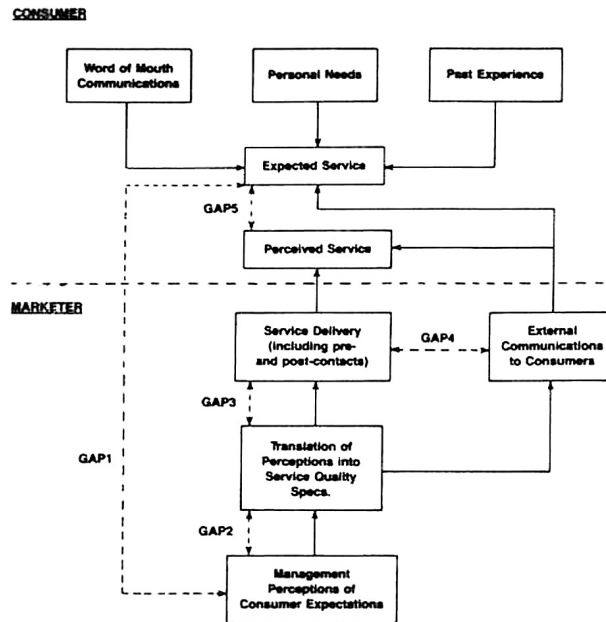 CONSUMER
Word of Mouth
Communications
Personal Needs
Past Experience
Expected Service
GAP5
Perceived Service
MARKETER
Service Delivery
(including pre-
and post-contacts)
GAP4
External
Communications
to Consumers
GAP3
GAP1
Translation of
Perceptions into
Service Quality
Specs.
GAP2
Management
Perceptions of
Consumer Expectations